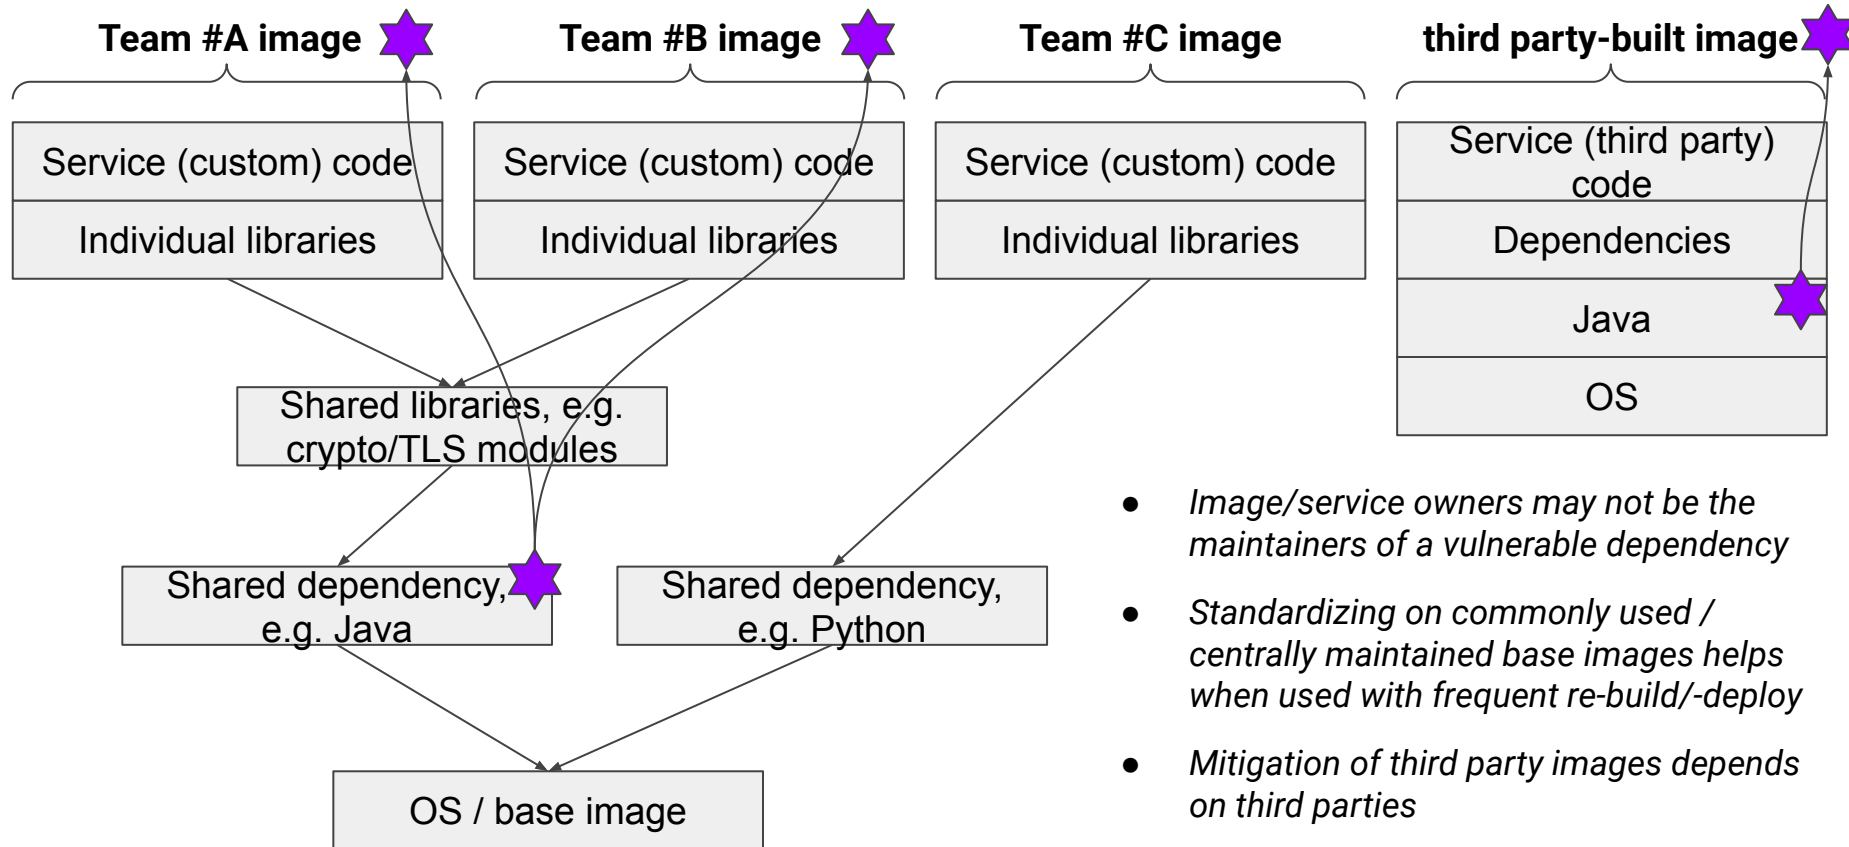 Team #A image
Team #B image
Team #C image
third party-built image
Service (custom) code
Individual libraries
Service (custom) code
Individual libraries
Service (custom) code
Individual libraries
Service (third party)
code
Dependencies
Java
OS
Shared libraries, e.g.
crypto/TLS modules
Shared dependency,
e.g. Java
Shared dependency,
e.g. Python
OS / base image
● Image/service owners may not be the
maintainers of a vulnerable dependency
● Standardizing on commonly used /
centrally maintained base images helps
when used with frequent re-build/-deploy
● Mitigation of third party images depends
on third parties